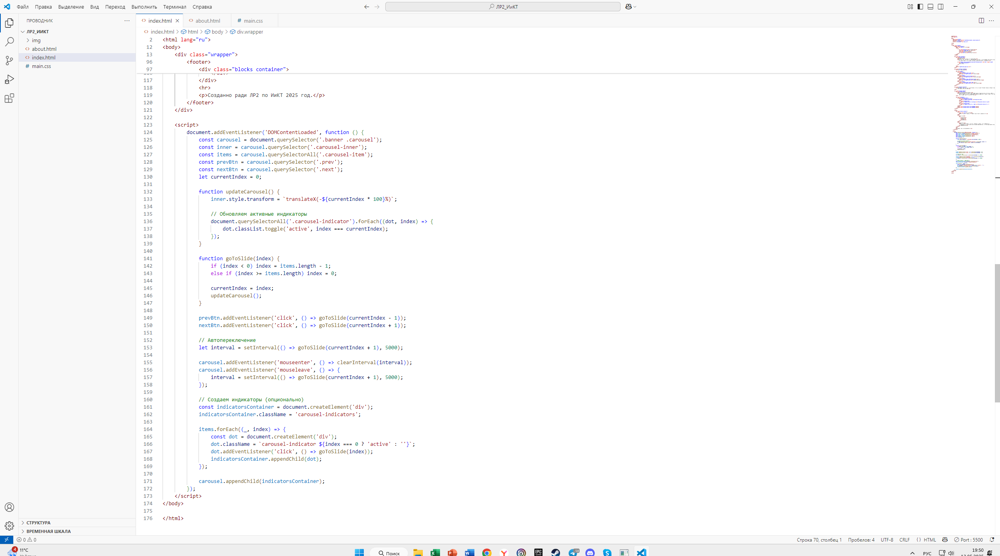 Файл Правка Выделение Вид Переход Выполнить Терминал Справка
ЛР2_ИиКТ
ПРОВОДНИК
ЛР2_ИИКТ
img
about.html
index.html
main.css
СТРУКТУРА
ВРЕМЕННАЯ ШКАЛА
index.html about.html # main.css
index.html > html > body > div.wrapper
2 <html lang="ru">
12 <body>
13 <div class="wrapper">
96 <footer>
97 <div class="blocks container">
117 </div>
118 <hr>
119 <p>Созданно ради ЛР2 по ИиКТ 2025 год.</p>
120 </footer>
121 </div>
122
123 <script>
124 document.addEventListener('DOMContentLoaded', function () {
125 const carousel = document.querySelector('.banner .carousel');
126 const inner = carousel.querySelector('.carousel-inner');
127 const items = carousel.querySelectorAll('.carousel-item');
128 const prevBtn = carousel.querySelector('.prev');
129 const nextBtn = carousel.querySelector('.next');
130 let currentIndex = 0;
131
132 function updateCarousel() {
133 inner.style.transform = `translateX(-${currentIndex * 100}%)`;
134
135 // Обновляем активные индикаторы
136 document.querySelectorAll('.carousel-indicator').forEach((dot, index) => {
137 dot.classList.toggle('active', index === currentIndex);
138 });
139 }
140
141 function goToSlide(index) {
142 if (index < 0) index = items.length - 1;
143 else if (index >= items.length) index = 0;
144
145 currentIndex = index;
146 updateCarousel();
147 }
148
149 prevBtn.addEventListener('click', () => goToSlide(currentIndex - 1));
150 nextBtn.addEventListener('click', () => goToSlide(currentIndex + 1));
151
152 // Автопереключение
153 let interval = setInterval(() => goToSlide(currentIndex + 1), 5000);
154
155 carousel.addEventListener('mouseenter', () => clearInterval(interval));
156 carousel.addEventListener('mouseleave', () => {
157 interval = setInterval(() => goToSlide(currentIndex + 1), 5000);
158 });
159
160 // Создаем индикаторы (опционально)
161 const indicatorsContainer = document.createElement('div');
162 indicatorsContainer.className = 'carousel-indicators';
163
164 items.forEach((_, index) => {
165 const dot = document.createElement('div');
166 dot.className = `carousel-indicator ${index === 0 ? 'active' : ''}`;
167 dot.addEventListener('click', () => goToSlide(index));
168 indicatorsContainer.appendChild(dot);
169 });
170
171 carousel.appendChild(indicatorsContainer);
172 });
173 </script>
174 </body>
175
176 </html>
0 0
Строка 70, столбец 1 Пробелов: 4 UTF-8 CRLF {} HTML Port : 5500
4 11°C
Поиск
EPIC GAMES
58
РУС
19:50